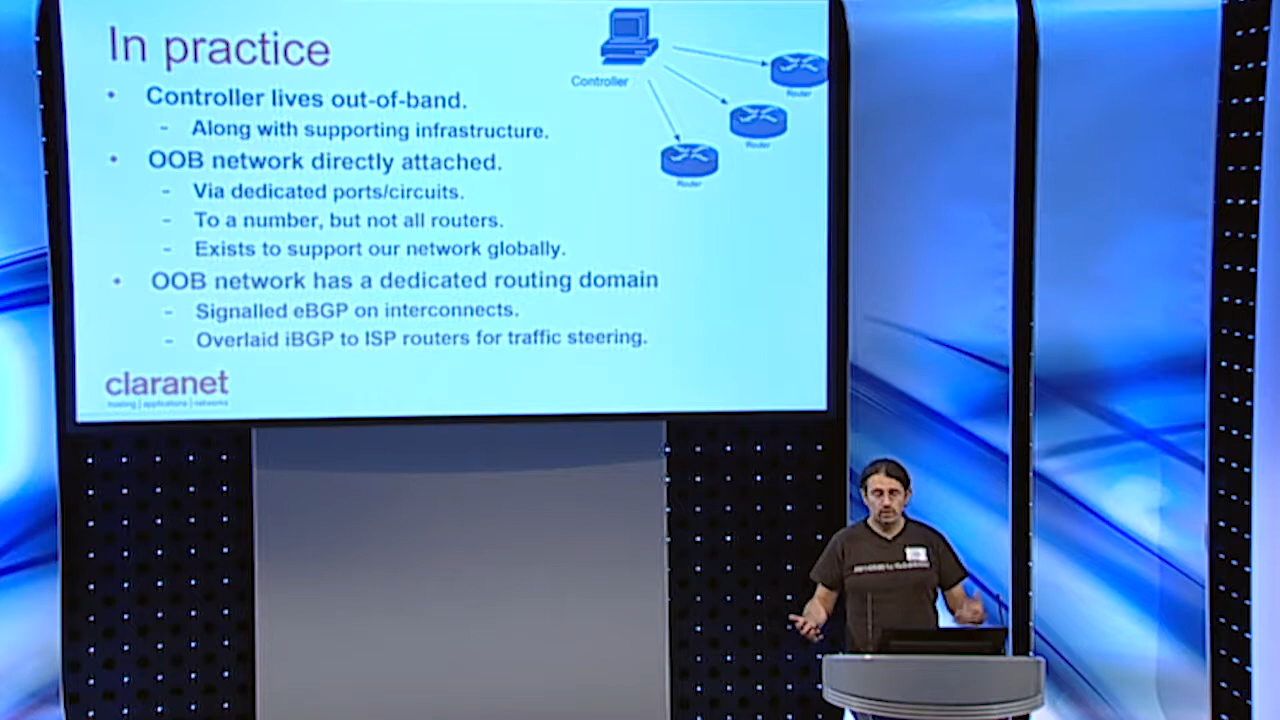 In practice
Controller
Router
Router
Router
• Controller lives out-of-band.
- Along with supporting infrastructure.
• OOB network directly attached.
- Via dedicated ports/circuits.
- To a number, but not all routers.
- Exists to support our network globally.
• OOB network has a dedicated routing domain
- Signalled eBGP on interconnects.
- Overlaid iBGP to ISP routers for traffic steering.
claranet
hosting | applications | networks